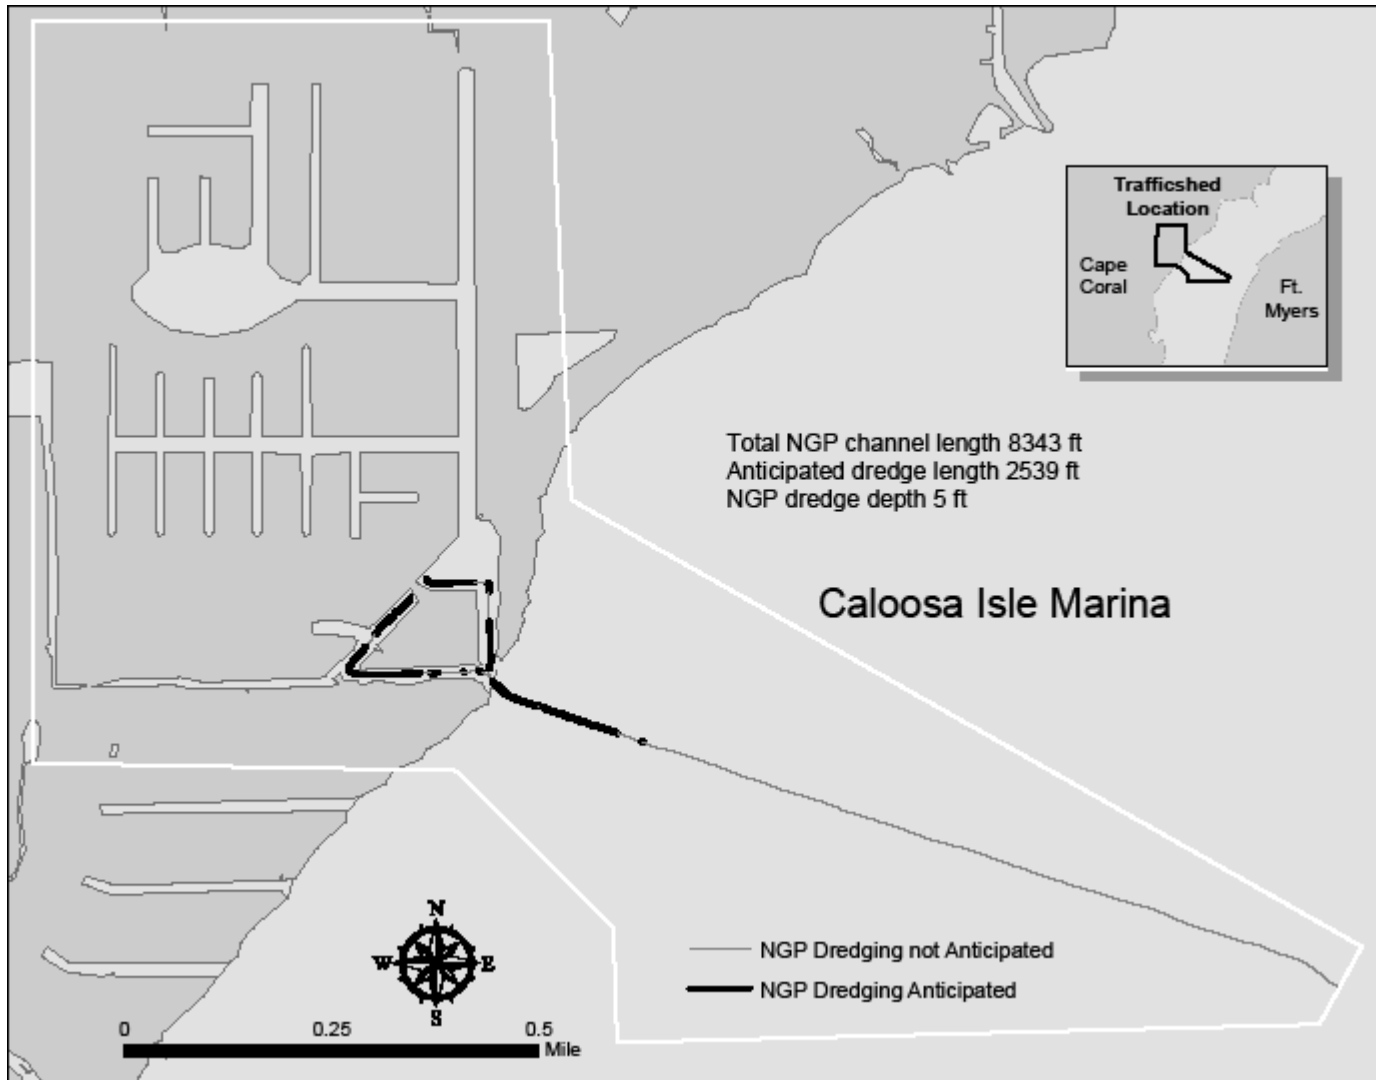 Trafficshed
Location
Cape
Coral
Ft.
Myers
Total NGP channel length 8343 ft
Anticipated dredge length 2539 ft
NGP dredge depth 5 ft
Caloosa Isle Marina
N
W E
S
NGP Dredging not Anticipated
NGP Dredging Anticipated
0 0.25 0.5
Mile